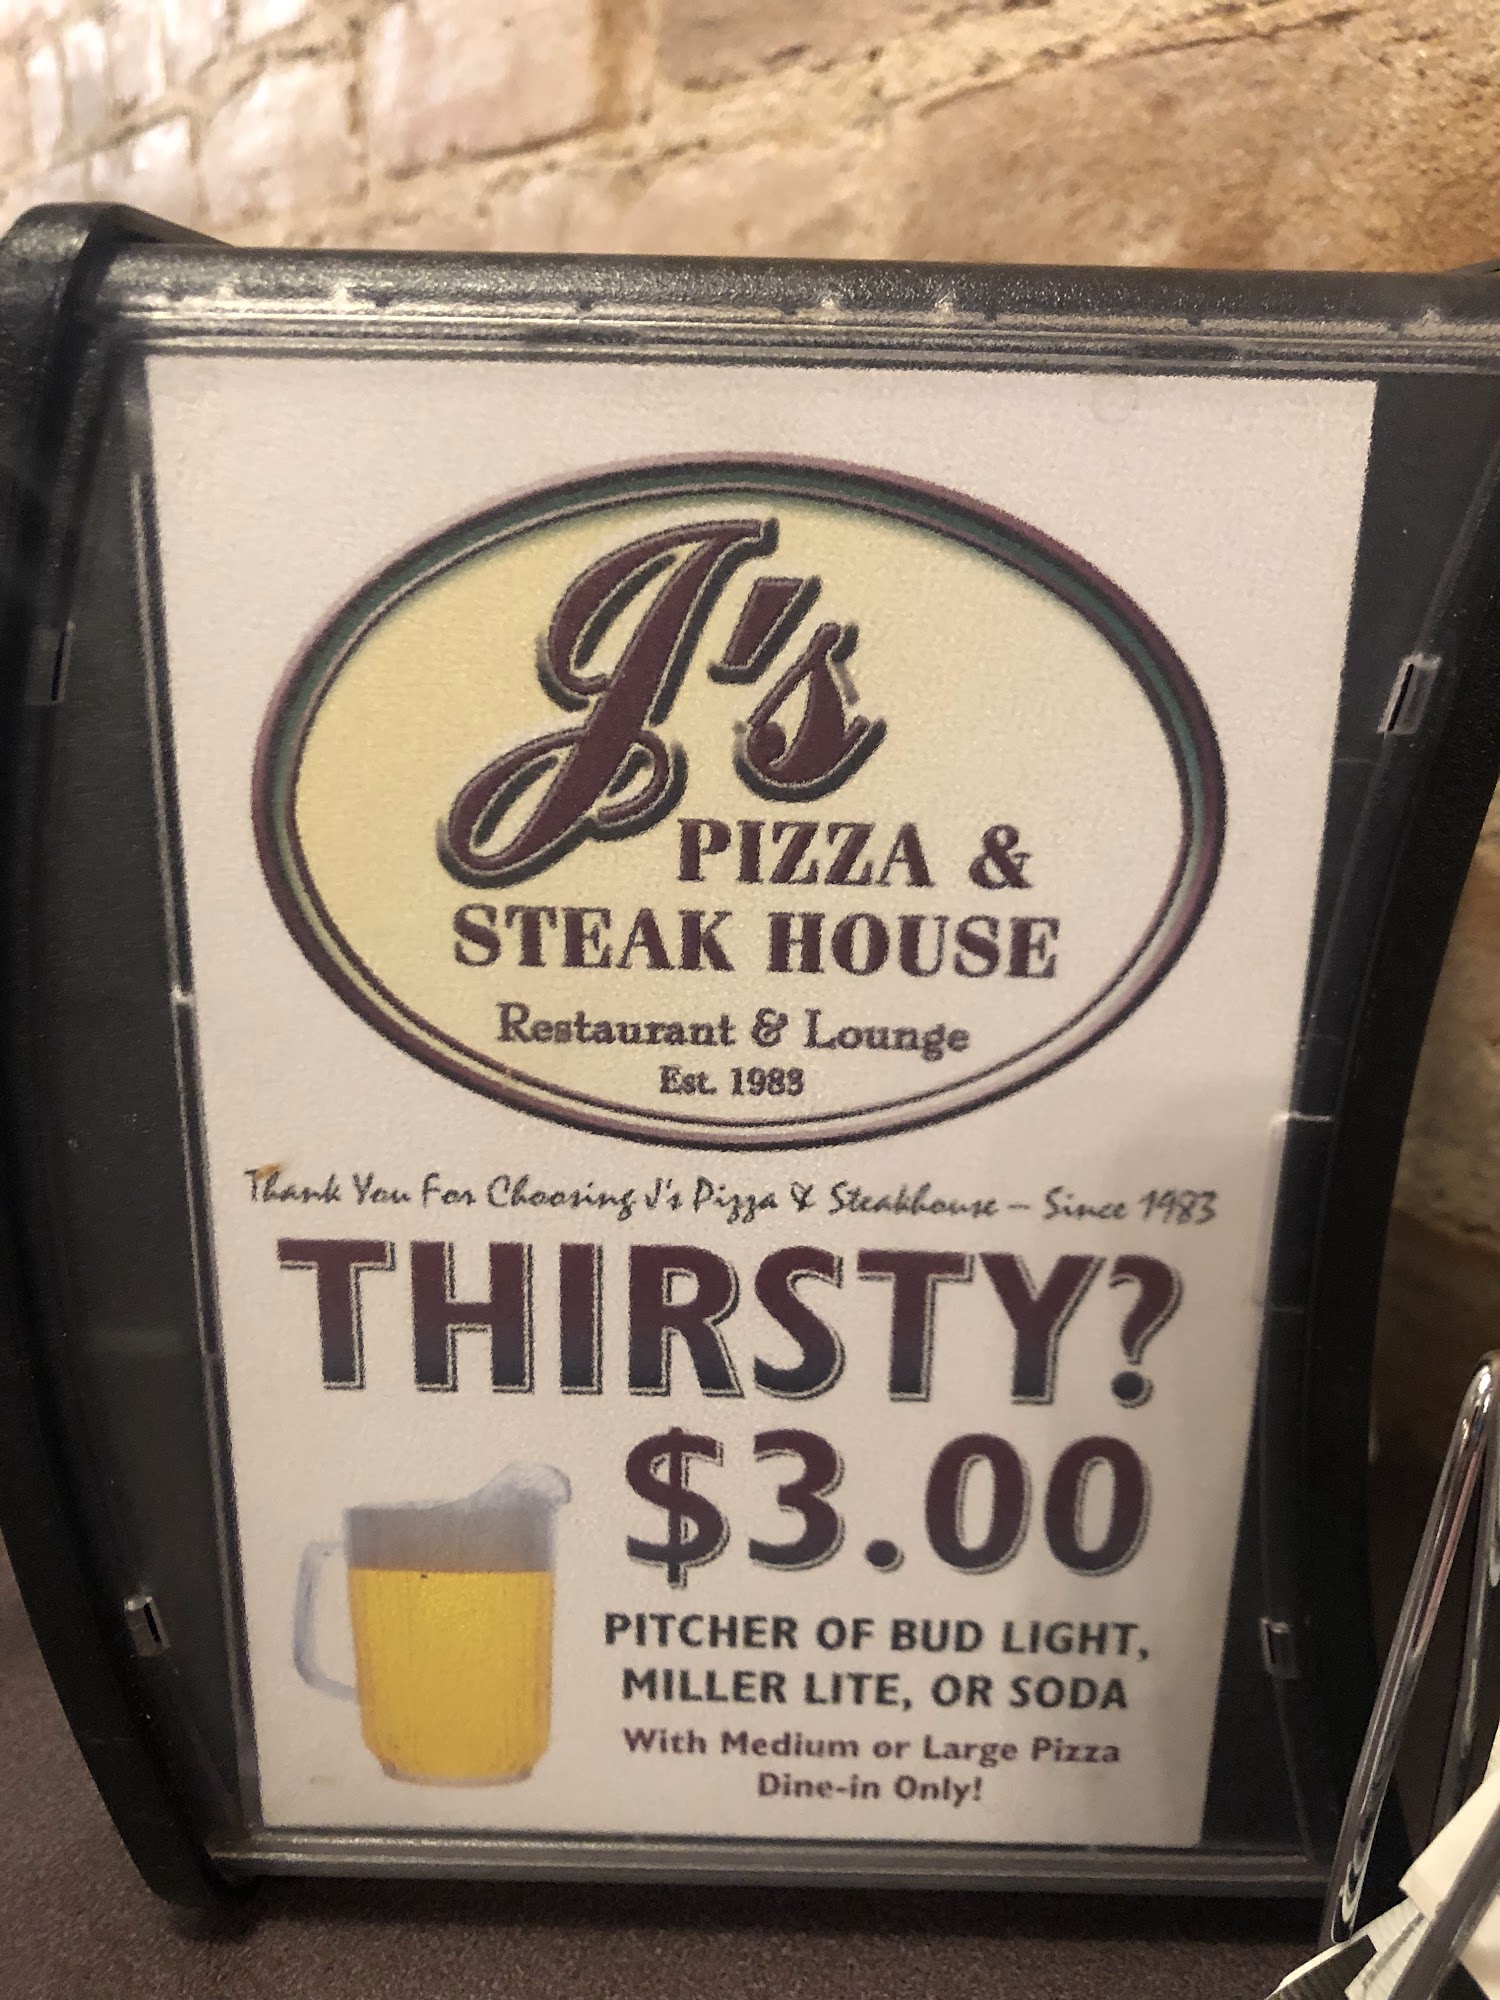 J's
PIZZA &
STEAK HOUSE
Restaurant & Lounge
Est. 1983
Thank You For Choosing J's Pizza & Steakhouse – Since 1983
THIRSTY?
$3.00
PITCHER OF BUD LIGHT,
MILLER LITE, OR SODA
With Medium or Large Pizza
Dine-in Only!